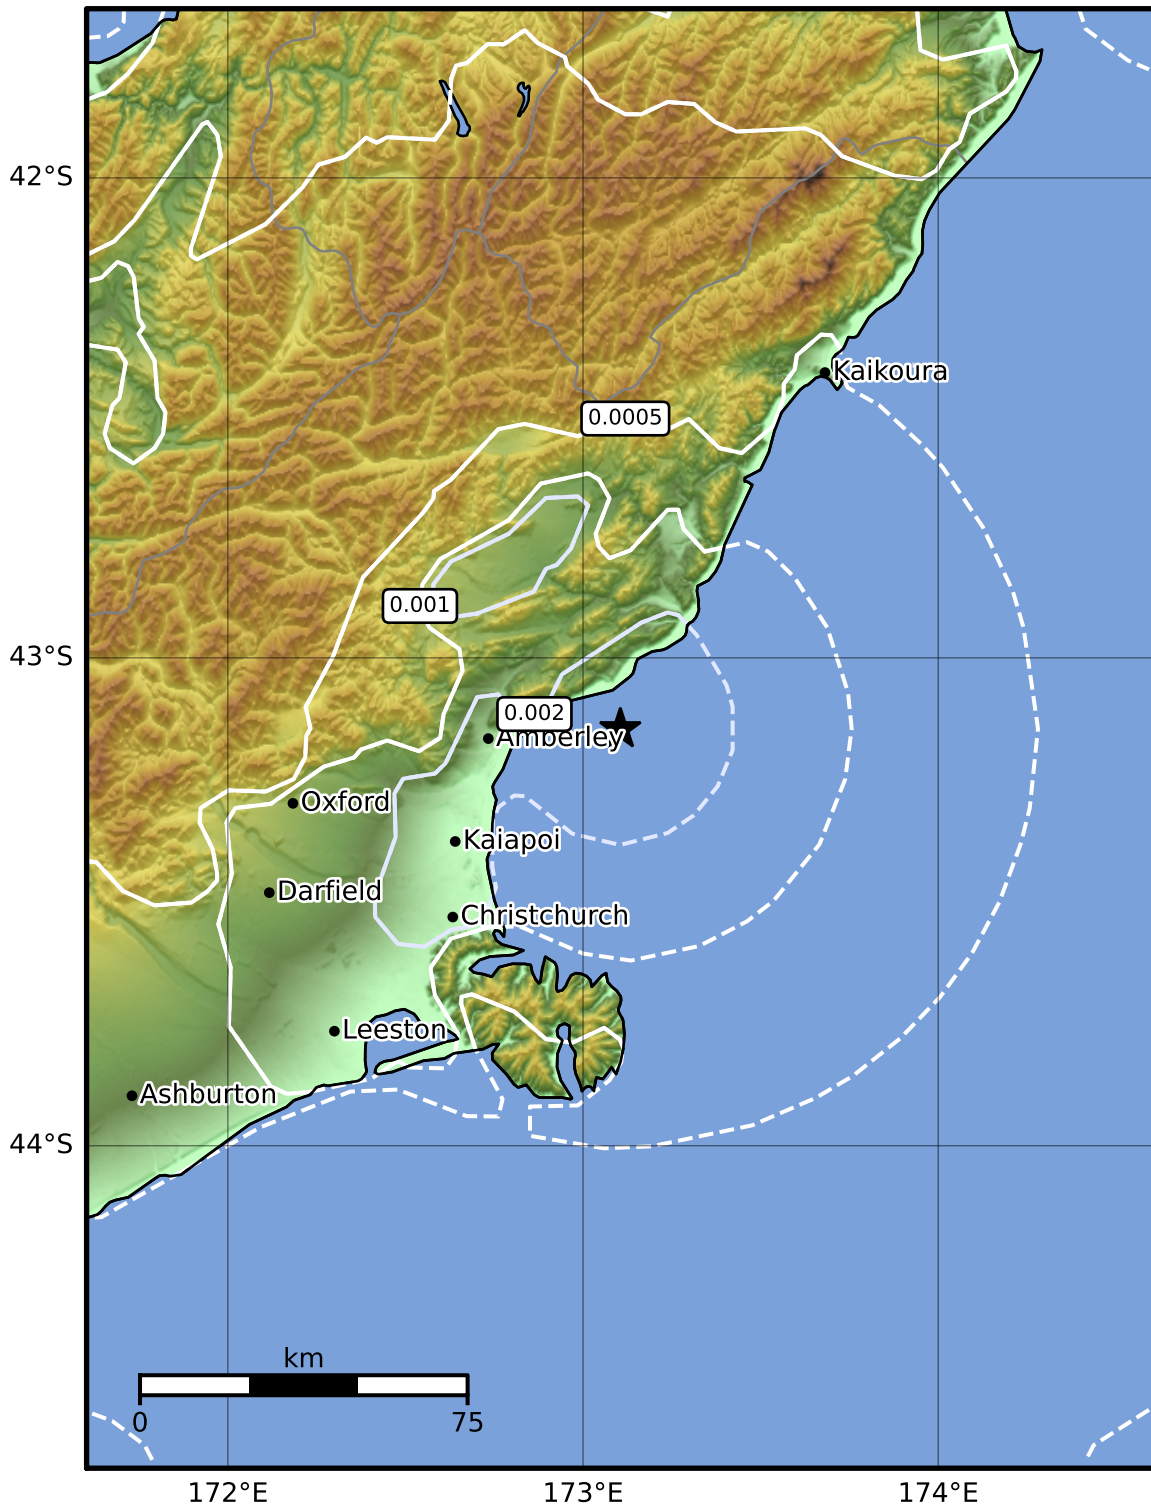 42°S
Kaikoura
0.0005
0.001
43°S
0.002
Amberley
Oxford
Kaiapoi
Darfield
Christchurch
Leeston
Ashburton
44°S
km
0 75
172°E 173°E 174°E